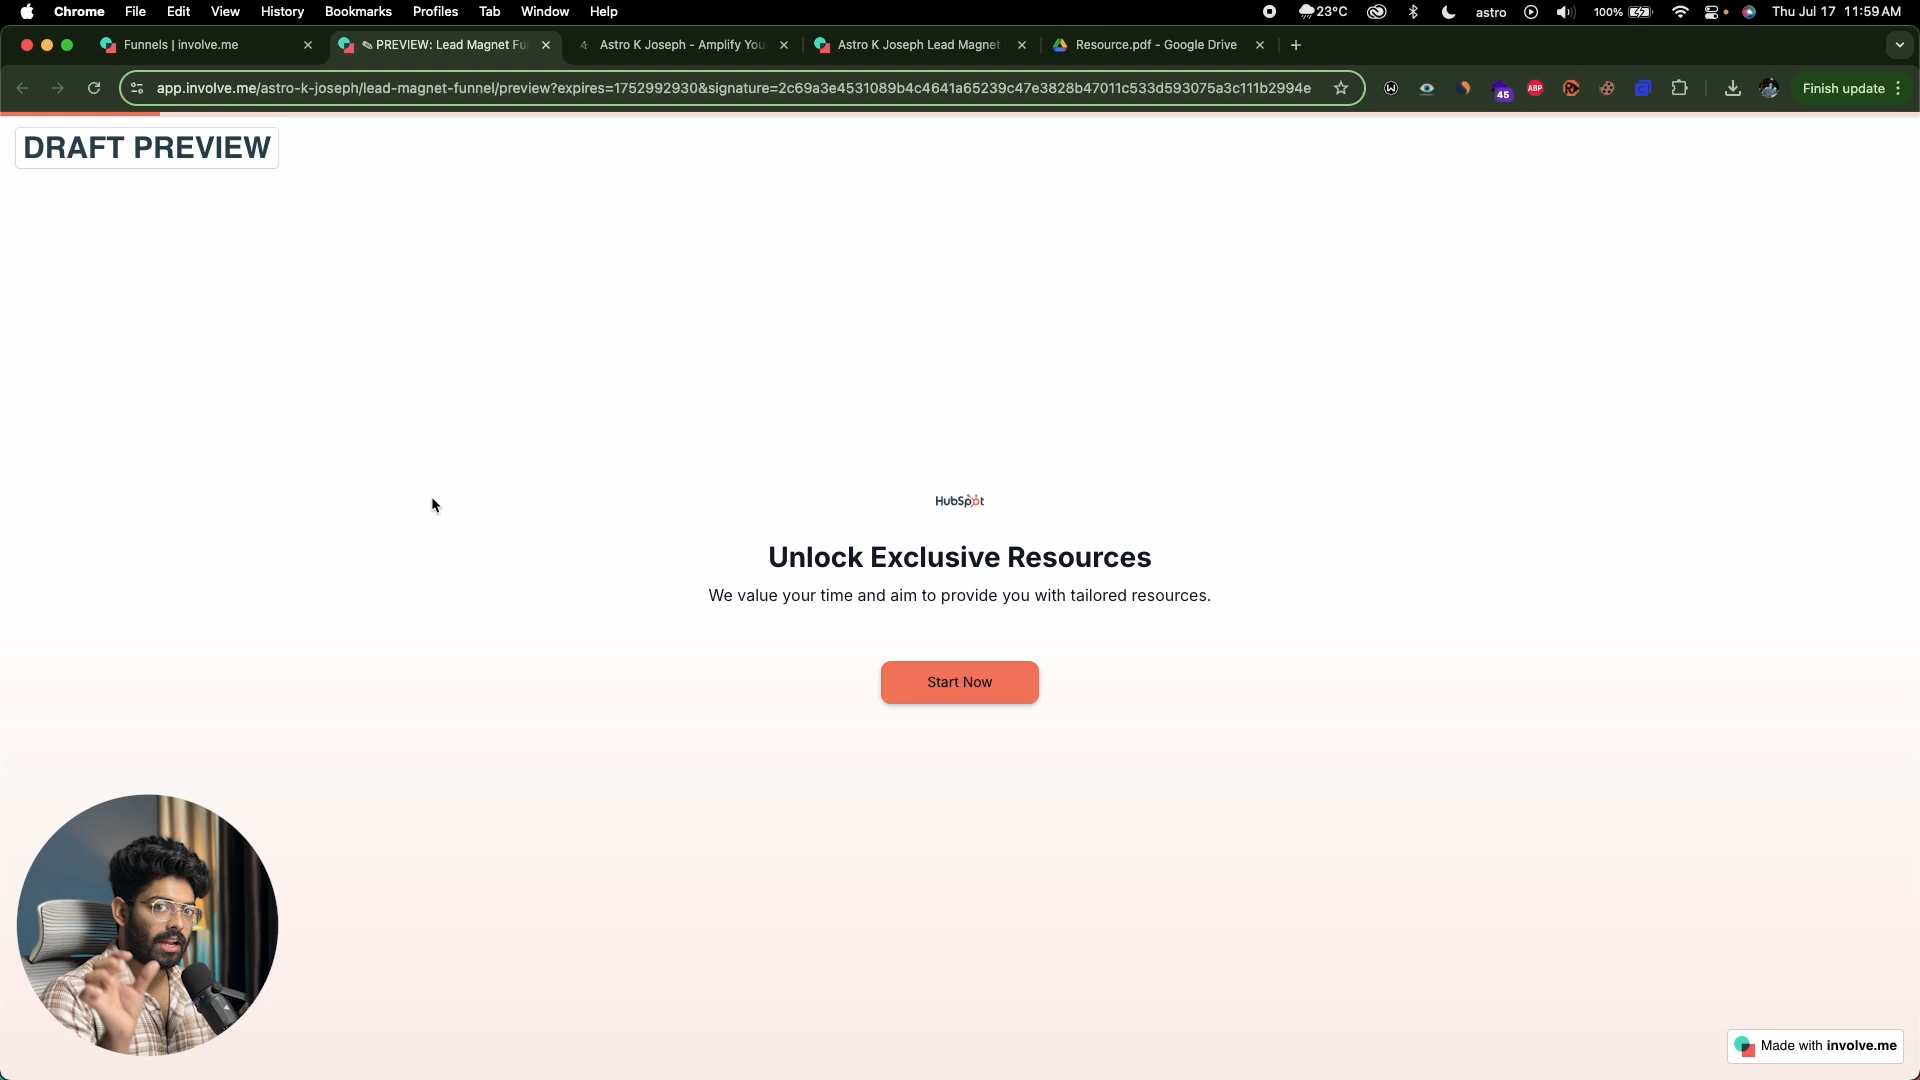 Chrome File Edit View History Bookmarks Profiles Tab Window Help 23°C astro 100% Thu Jul 17 11:59 AM
Funnels | involve.me PREVIEW: Lead Magnet Fu Astro K Joseph - Amplify You Astro K Joseph Lead Magnet Resource.pdf - Google Drive
app.involve.me/astro-k-joseph/lead-magnet-funnel/preview?expires=1752992930&signature=2c69a3e4531089b4c4641a65239c47e3828b47011c533d593075a3c111b2994e 45 ABP Finish update
DRAFT PREVIEW
HubSpot
Unlock Exclusive Resources
We value your time and aim to provide you with tailored resources.
Start Now
Made with involve.me